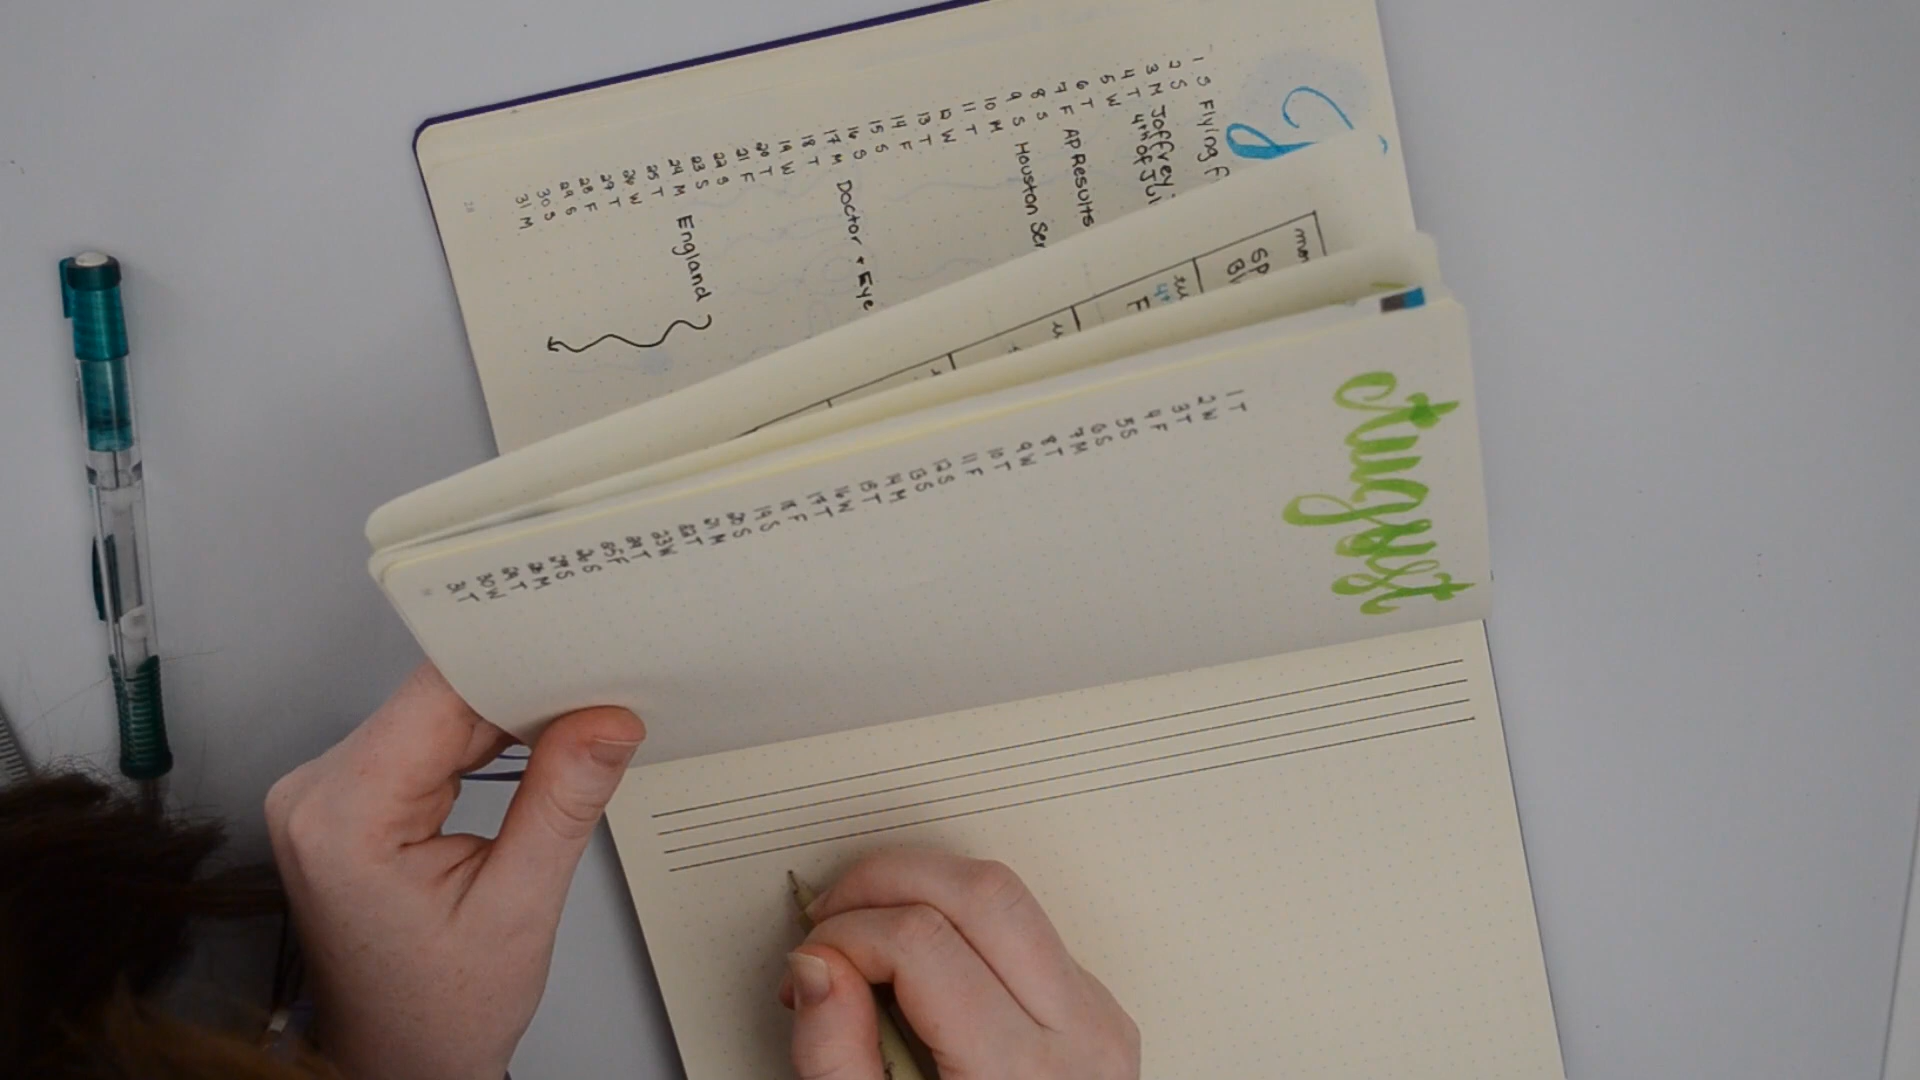 1 S Flying F
2 S
3 M Joffrey
4 T 4th of Jul
5 W
6 T
7 F AP Results
8 S
9 S Houston Ser
10 M
11 T
12 W
13 T
14 F
15 S
16 S
17 M Doctor + Eye
18 T
19 W
20 T
21 F
22 S
23 S
24 M England
25 T
26 W
27 T
28 F
29 S
30 S
31 M
SP
F
August
1 T
2 W
3 T
4 F
5 S
6 S
7 M
8 T
9 W
10 T
11 F
12 S
13 S
14 M
15 T
16 W
17 T
18 F
19 S
20 S
21 M
22 T
23 W
24 T
25 F
26 S
27 S
28 M
29 T
30 W
31 T